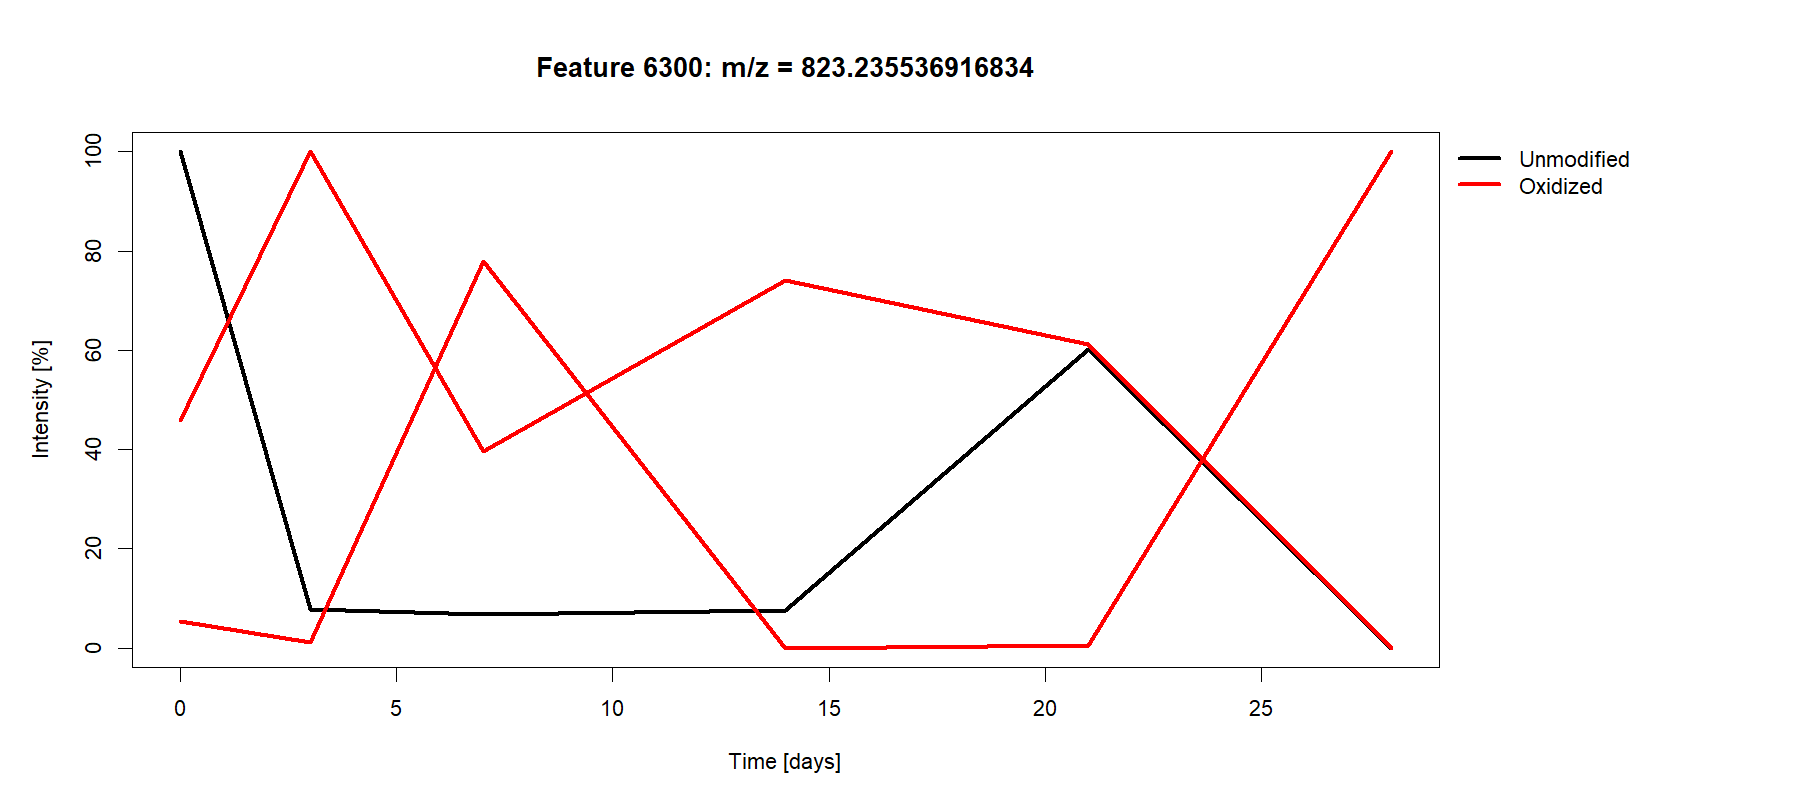 Feature 6300: m/z = 823.235536916834
Unmodified
Oxidized
Intensity [%]
100
80
60
40
20
0
0 5 10 15 20 25
Time [days]